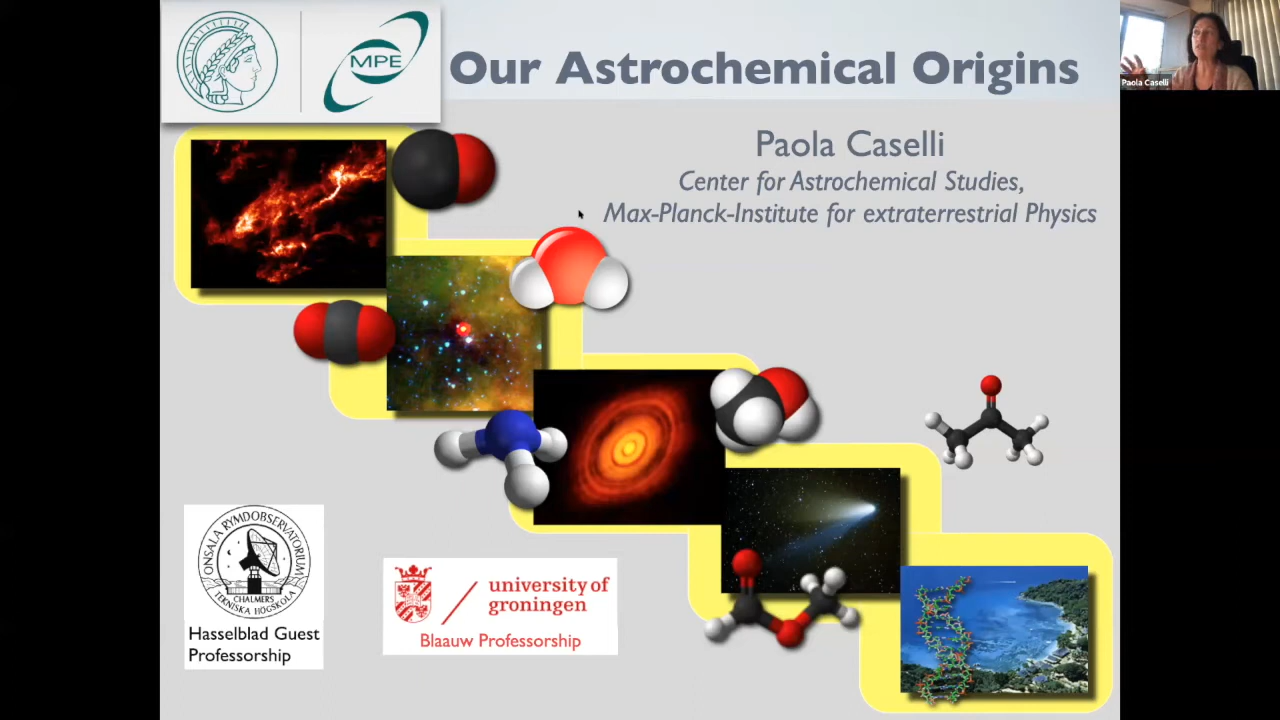 MPE
Our Astrochemical Origins
Paola Caselli
Paola Caselli
Center for Astrochemical Studies,
Max-Planck-Institute for extraterrestrial Physics
ONSALA RYMDOBSERVATORIUM
CHALMERS
TEKNISKA HÖGSKOLA
Hasselblad Guest
Professorship
university of
groningen
Blaauw Professorship